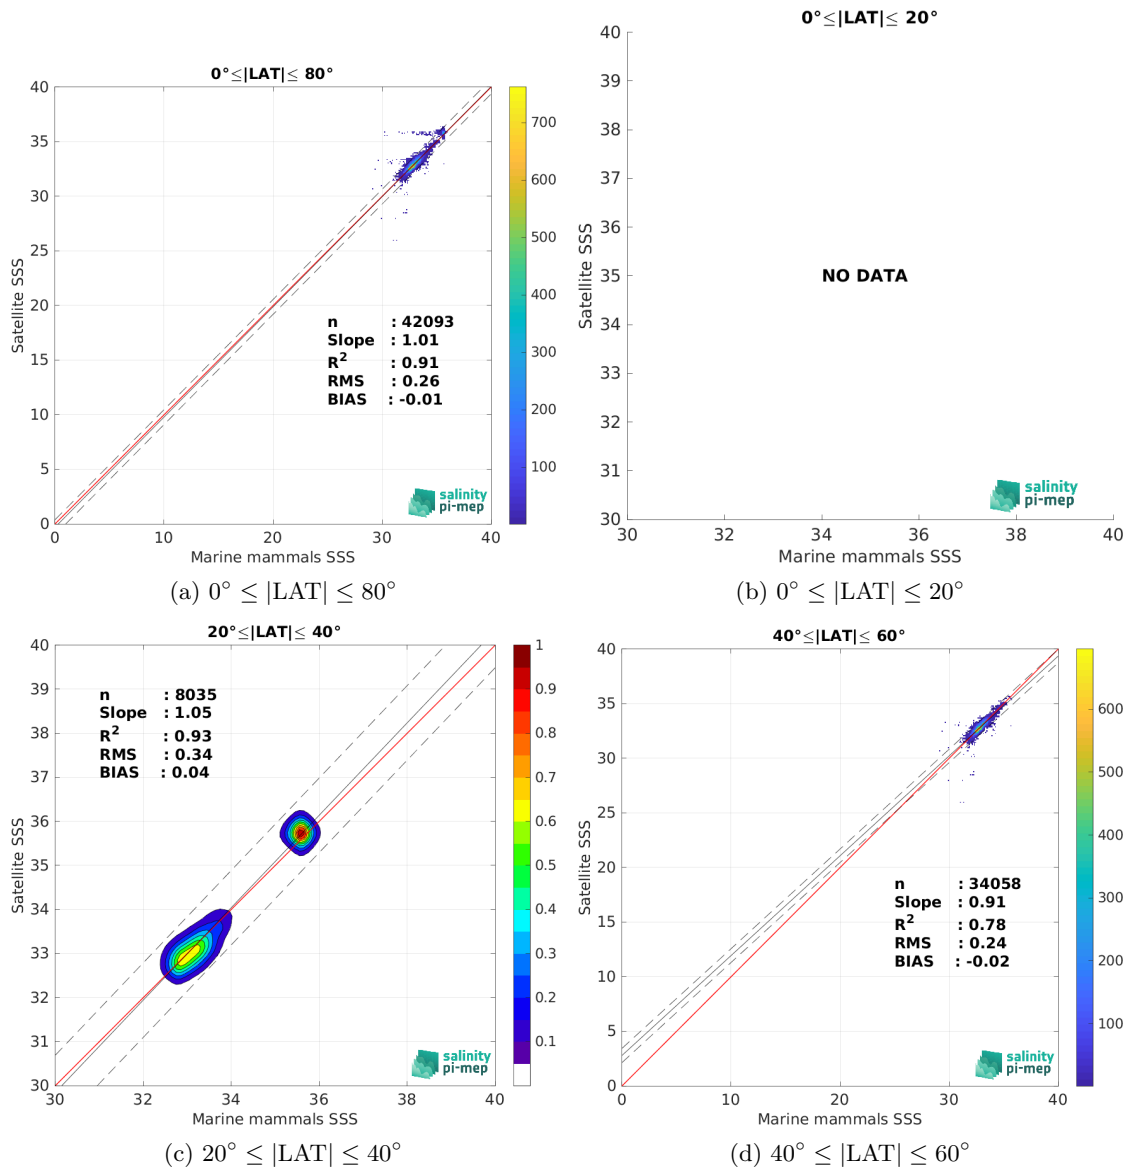 0°≤|LAT|≤ 80°
40
35
30
25
20
15
10
5
0
0
10
20
30
40
Satellite SSS
Marine mammals SSS
n : 42093
Slope : 1.01
R² : 0.91
RMS : 0.26
BIAS : -0.01
700
600
500
400
300
200
100
salinity
pi-mep
(a) 0° ≤ |LAT| ≤ 80°
0°≤|LAT|≤ 20°
40
39
38
37
36
35
34
33
32
31
30
30
32
34
36
38
40
Satellite SSS
Marine mammals SSS
NO DATA
salinity
pi-mep
(b) 0° ≤ |LAT| ≤ 20°
20°≤|LAT|≤ 40°
40
39
38
37
36
35
34
33
32
31
30
30
32
34
36
38
40
Satellite SSS
Marine mammals SSS
n : 8035
Slope : 1.05
R² : 0.93
RMS : 0.34
BIAS : 0.04
1
0.9
0.8
0.7
0.6
0.5
0.4
0.3
0.2
0.1
salinity
pi-mep
(c) 20° ≤ |LAT| ≤ 40°
40°≤|LAT|≤ 60°
40
35
30
25
20
15
10
5
0
0
10
20
30
40
Satellite SSS
Marine mammals SSS
n : 34058
Slope : 0.91
R² : 0.78
RMS : 0.24
BIAS : -0.02
600
500
400
300
200
100
salinity
pi-mep
(d) 40° ≤ |LAT| ≤ 60°